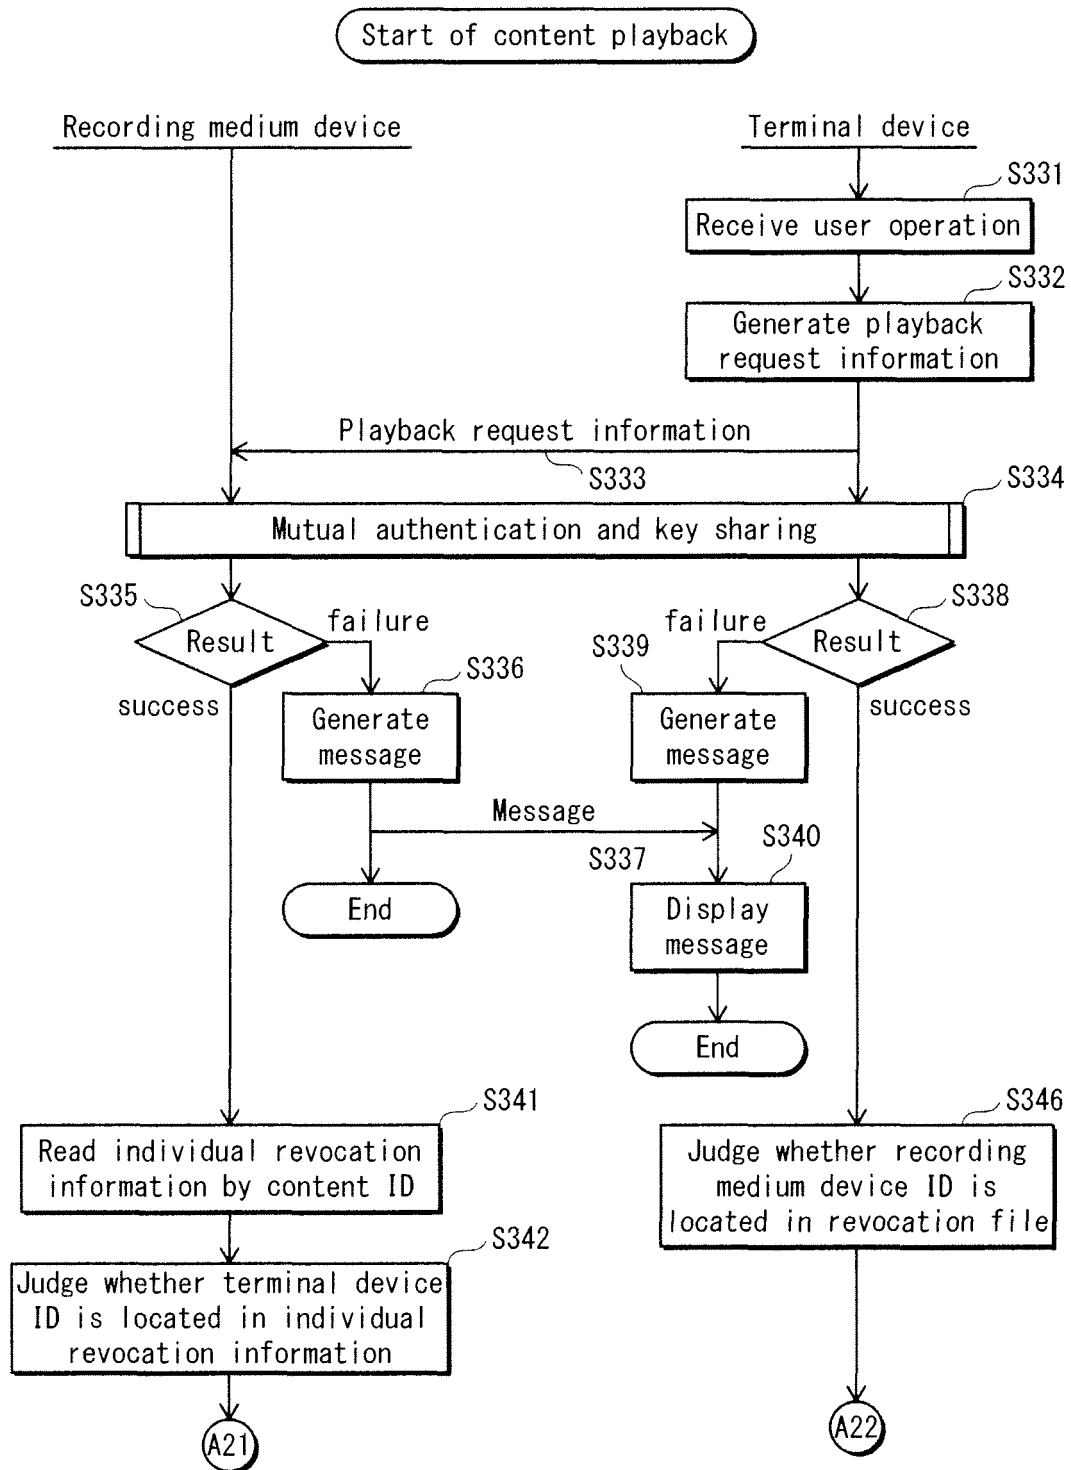 Start of content playback
Recording medium device
Terminal device
S331
Receive user operation
S332
Generate playback
request information
Playback request information
S333
S334
Mutual authentication and key sharing
S335
Result
failure
success
S336
Generate
message
S338
Result
failure
success
S339
Generate
message
Message
S337
End
S340
Display
message
End
S341
Read individual revocation
information by content ID
S342
Judge whether terminal device
ID is located in individual
revocation information
A21
S346
Judge whether recording
medium device ID is
located in revocation file
A22